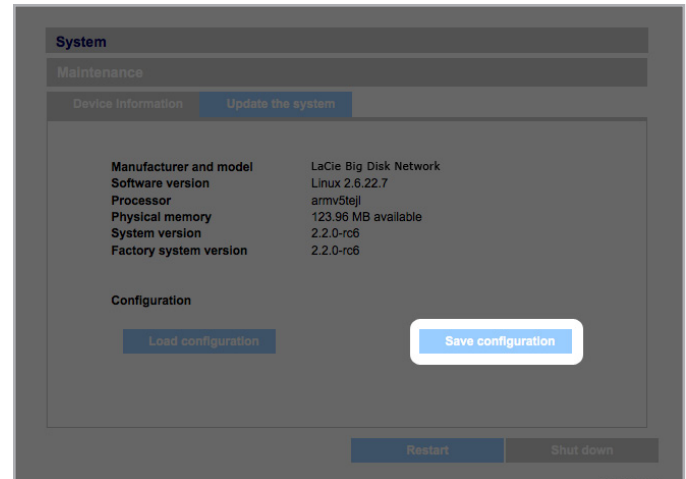 System
Maintenance
Device Information Update the system
Manufacturer and model LaCie Big Disk Network
Software version Linux 2.6.22.7
Processor armv5tejl
Physical memory 123.96 MB available
System version 2.2.0-rc6
Factory system version 2.2.0-rc6
Configuration
Load configuration Save configuration
Restart Shut down